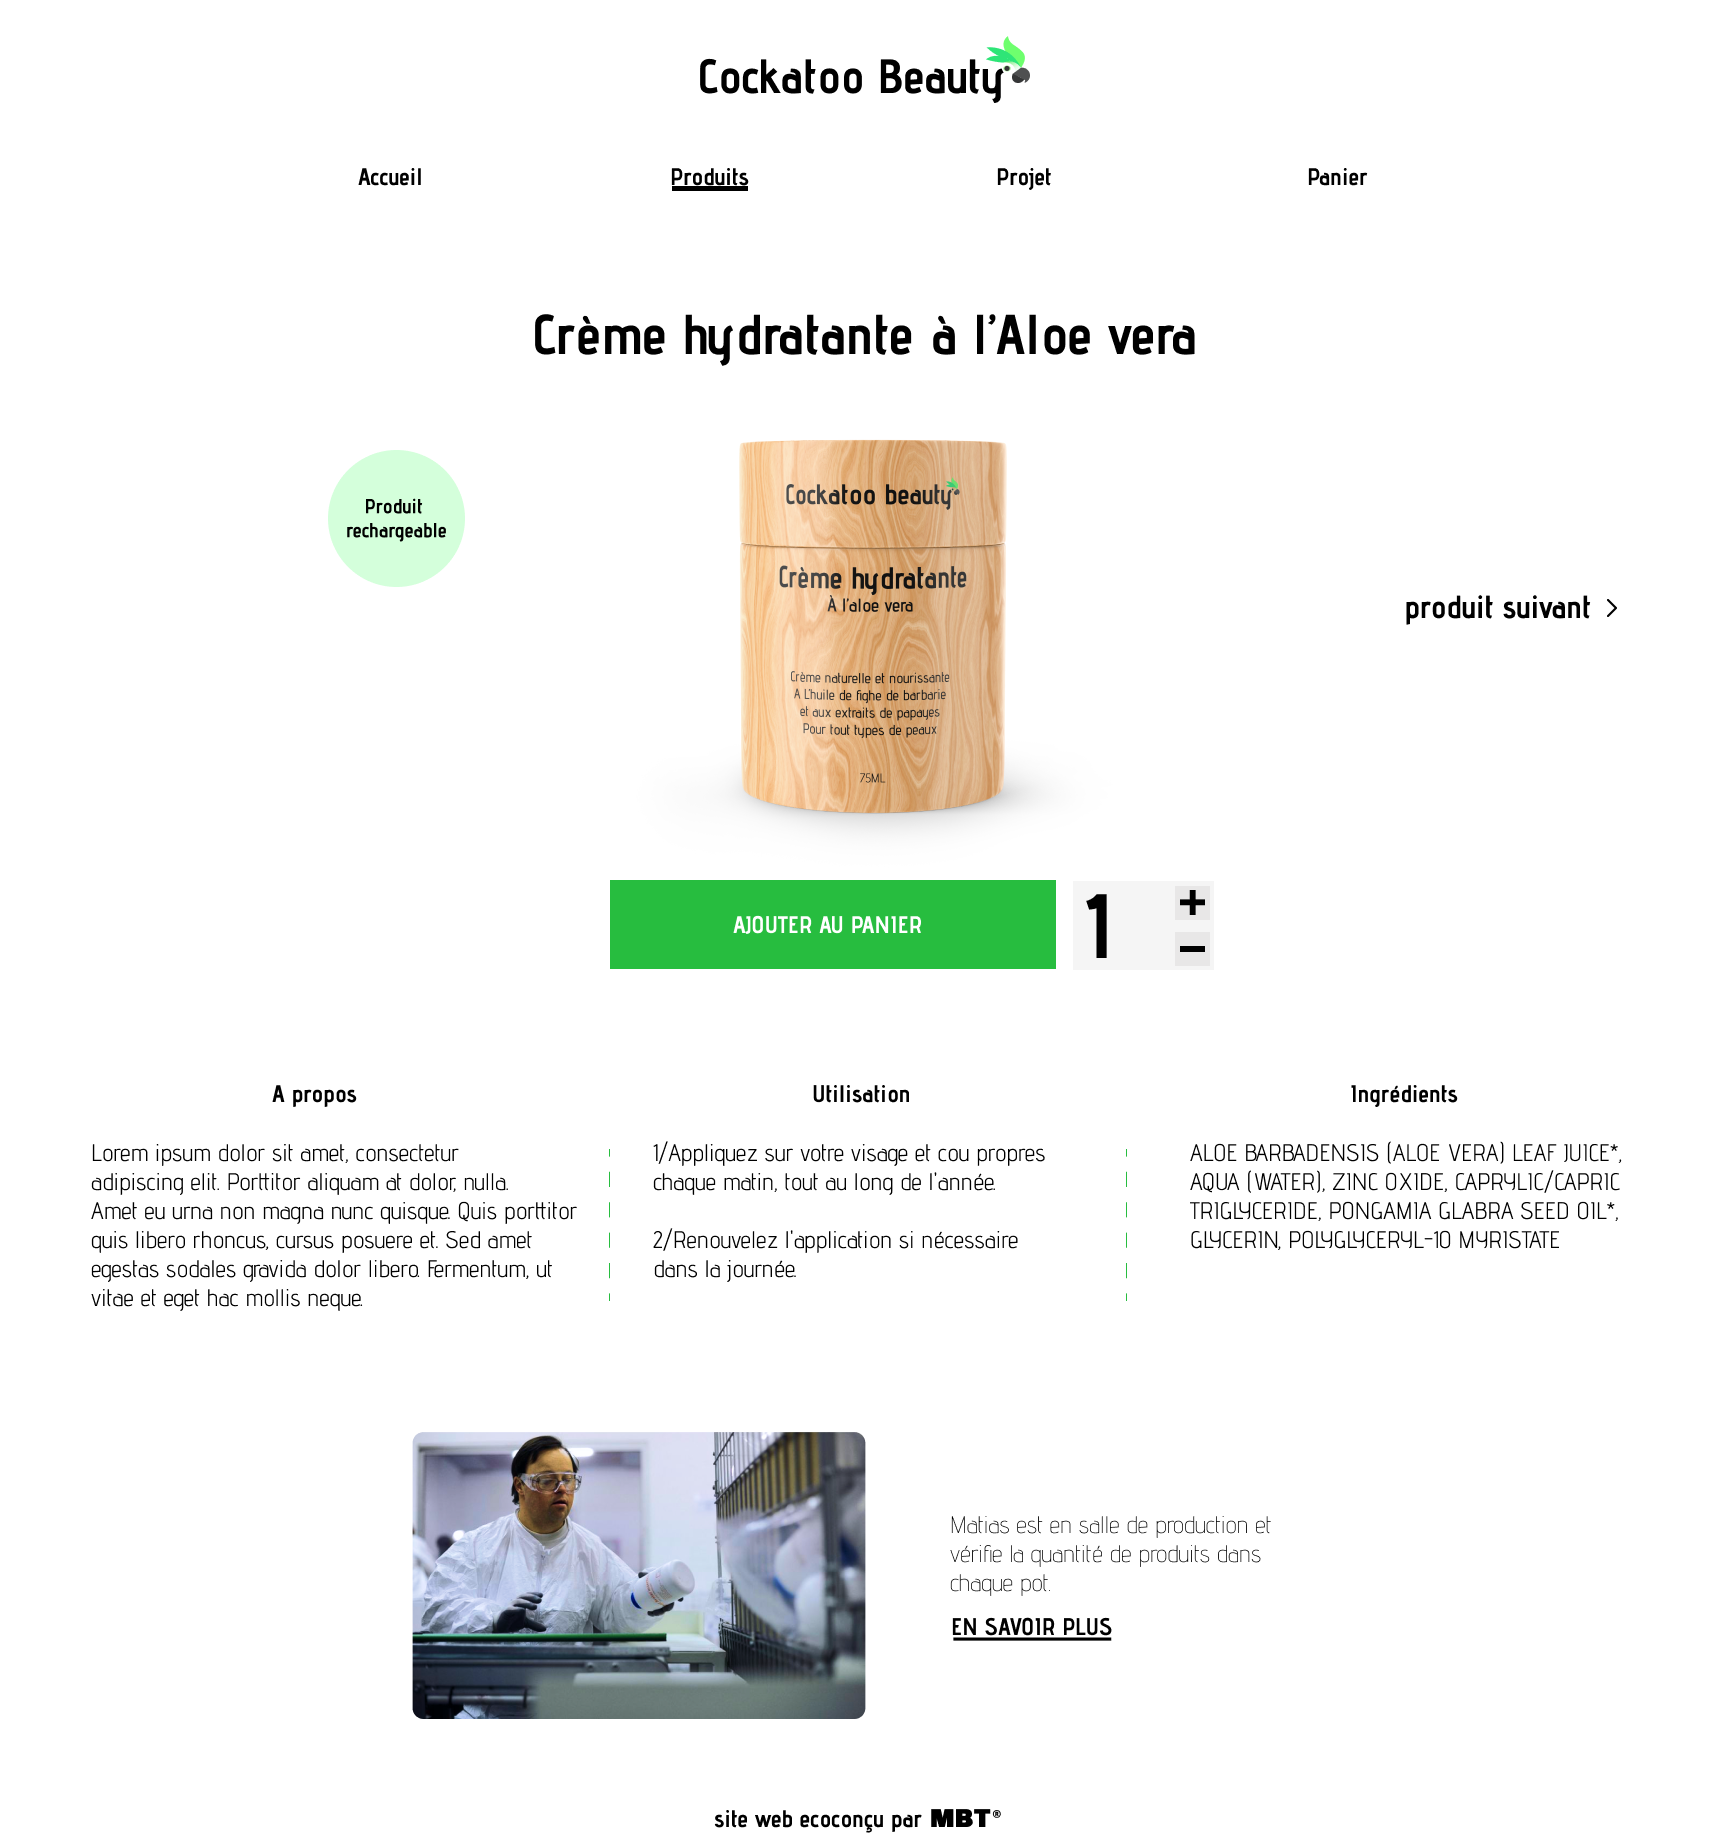 Cockatoo Beauty
Accueil
Produits
Projet
Panier
Crème hydratante à l'Aloe vera
Produit
rechargeable
Cockatoo beauty
Crème hydratante
À l'aloe vera
Crème naturelle et nourissante
A L'huile de fighe de barbarie
et aux extraits de papayes
Pour tout types de peaux
75ML
produit suivant >
AJOUTER AU PANIER
1
+
−
A propos
Lorem ipsum dolor sit amet, consectetur
adipiscing elit. Porttitor aliquam at dolor, nulla.
Amet eu urna non magna nunc quisque. Quis porttitor
quis libero rhoncus, cursus posuere et. Sed amet
egestas sodales gravida dolor libero. Fermentum, ut
vitae et eget hac mollis neque.
Utilisation
1/Appliquez sur votre visage et cou propres
chaque matin, tout au long de l'année.
2/Renouvelez l'application si nécessaire
dans la journée.
Ingrédients
ALOE BARBADENSIS (ALOE VERA) LEAF JUICE*,
AQUA (WATER), ZINC OXIDE, CAPRYLIC/CAPRIC
TRIGLYCERIDE, PONGAMIA GLABRA SEED OIL*,
GLYCERIN, POLYGLYCERYL-10 MYRISTATE
Matias est en salle de production et
vérifie la quantité de produits dans
chaque pot.
EN SAVOIR PLUS
site web ecoconçu par MBT®